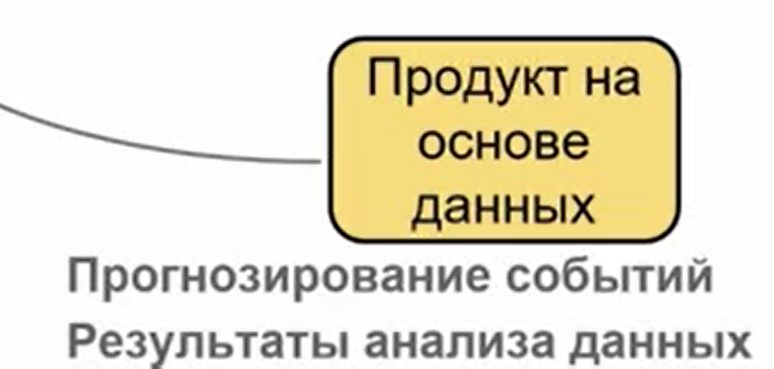 Продукт на
основе
данных
Прогнозирование событий
Результаты анализа данных